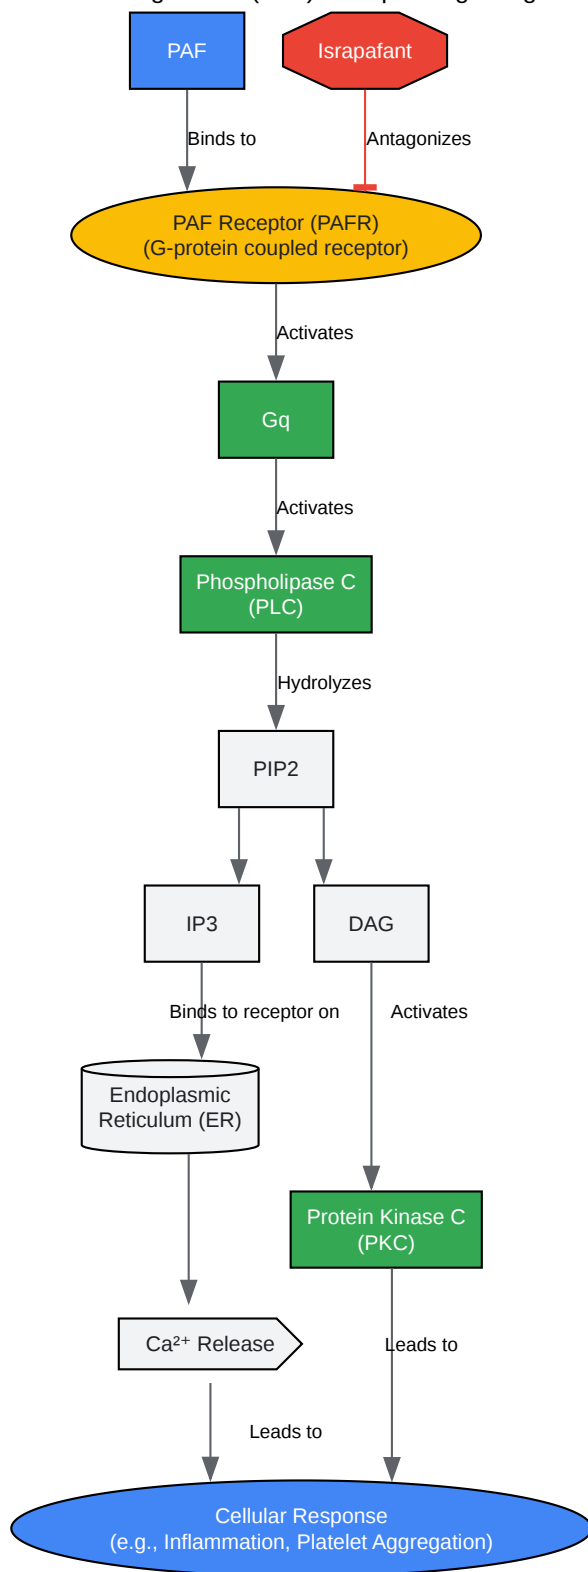 PAF
Israpafant
Binds to
Antagonizes
PAF Receptor (PAFR)
(G-protein coupled receptor)
Activates
Gq
Activates
Phospholipase C
(PLC)
Hydrolyzes
PIP2
IP3
DAG
Binds to receptor on
Activates
Endoplasmic
Reticulum (ER)
Protein Kinase C
(PKC)
Ca²⁺ Release
Leads to
Leads to
Cellular Response
(e.g., Inflammation, Platelet Aggregation)